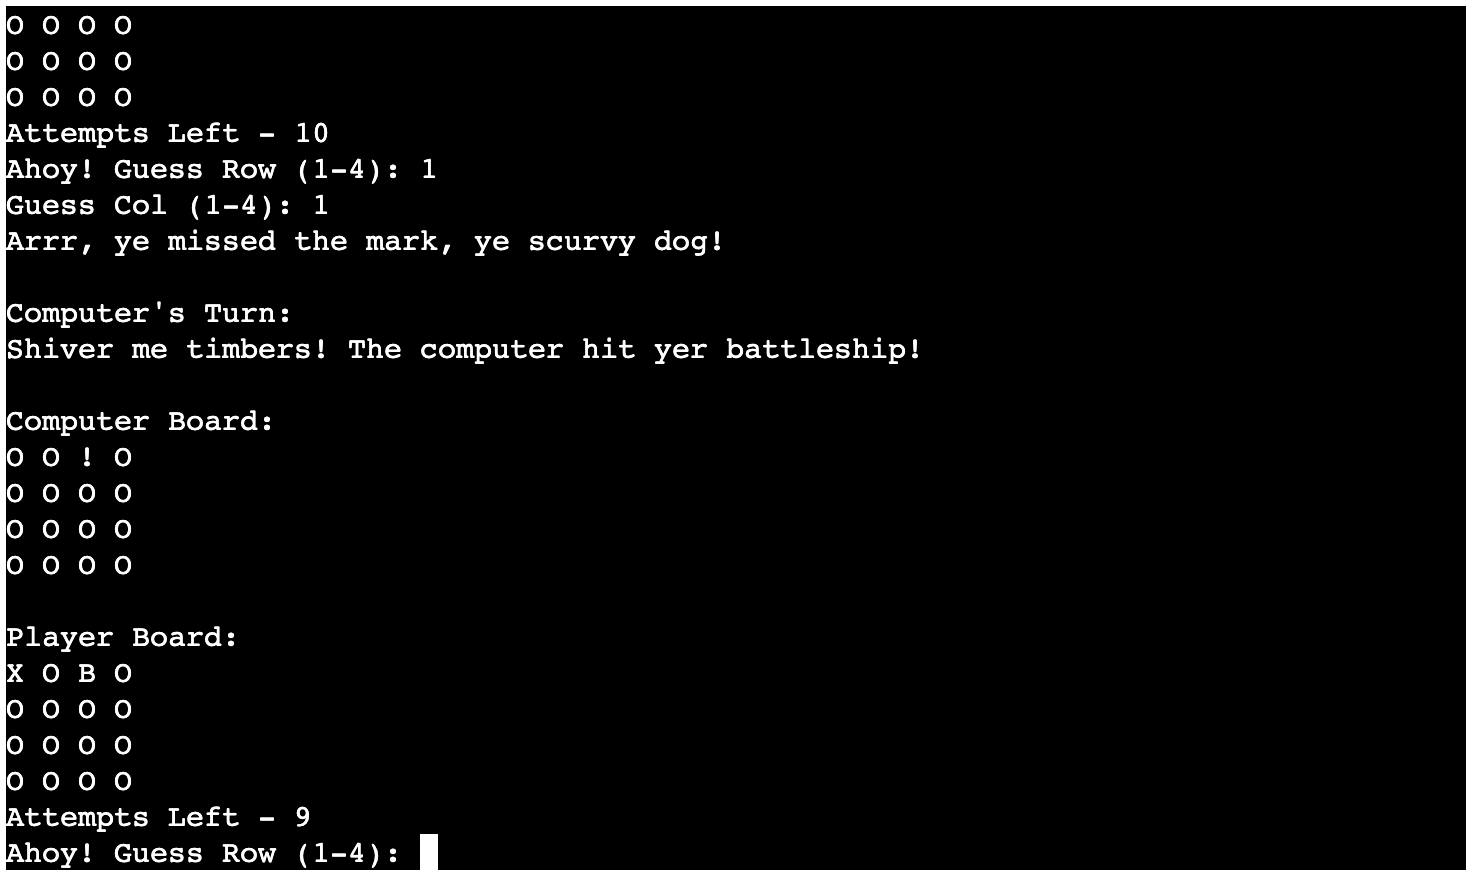 O O O O
O O O O
O O O O
Attempts Left - 10
Ahoy! Guess Row (1-4): 1
Guess Col (1-4): 1
Arrr, ye missed the mark, ye scurvy dog!
Computer's Turn:
Shiver me timbers! The computer hit yer battleship!
Computer Board:
O O ! O
O O O O
O O O O
O O O O
Player Board:
X O B O
O O O O
O O O O
O O O O
Attempts Left - 9
Ahoy! Guess Row (1-4):